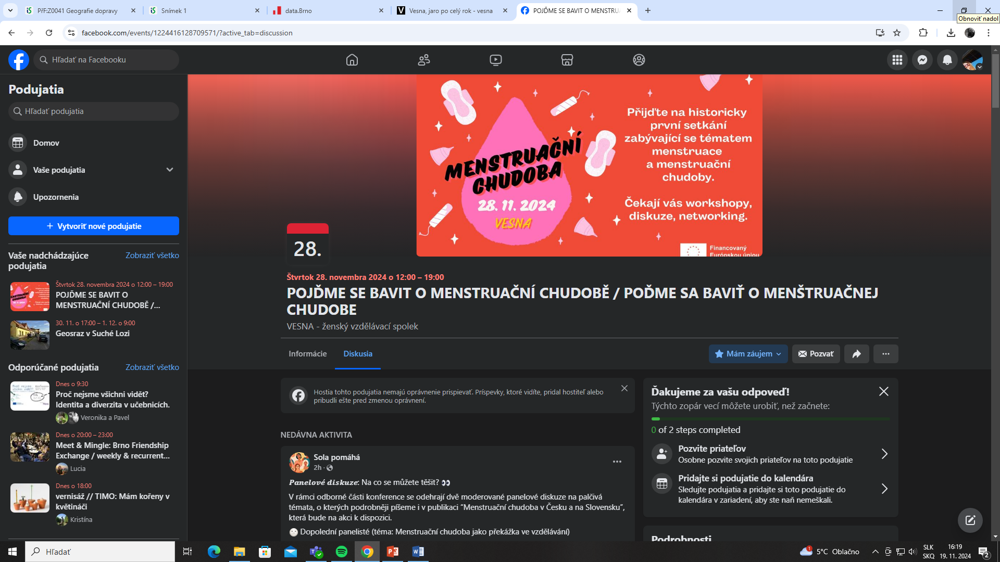 PřF:Z0041 Geografie dopravy
Snímek 1
data.Brno
Vesna, jaro po celý rok - vesna
POJĎME SE BAVIT O MENSTRU
Obnoviť nadol
facebook.com/events/1224416128709571/?active_tab=discussion
Hľadať na Facebooku
Podujatia
Hľadať podujatia
Domov
Vaše podujatia
Upozornenia
+ Vytvoriť nové podujatie
Vaše nadchádzajúce podujatia
Zobraziť všetko
Štvrtok 28. novembra 2024 o 12:00 – 19:00
POJĎME SE BAVIT O
MENSTRUAČNÍ CHUDOBĚ /...
30. 11. o 17:00 – 1. 12. o 9:00
Geosraz v Suché Lozi
Odporúčané podujatia
Zobraziť všetko
Dnes o 9:30
Proč nejsme všichni vidět?
Identita a diverzita v učebnicích.
Veronika a Pavel
Dnes o 20:00 – 23:00
Meet & Mingle: Brno Friendship
Exchange / weekly & recurrent...
Lucia
Dnes o 18:00
vernisáž // TIMO: Mám kořeny v
květináči
Kristína
MENSTRUAČNÍ
CHUDOBA
28. 11. 2024
VESNA
Přijďte na historicky
první setkání
zabývající se tématem
menstruace
a menstruační
chudoby.
Čekají vás workshopy,
diskuze, networking.
Financovaný
Európskou úniou
28.
Štvrtok 28. novembra 2024 o 12:00 – 19:00
POJĎME SE BAVIT O MENSTRUAČNÍ CHUDOBĚ / POĎME SA BAVIŤ O MENŠTRUAČNEJ
CHUDOBE
VESNA - ženský vzdělávací spolek
Informácie
Diskusia
Mám záujem
Pozvať
Hostia tohto podujatia nemajú oprávnenie prispievať. Príspevky, ktoré vidíte, pridal hostiteľ alebo
pribudli ešte pred zmenou oprávnení.
NEDÁVNA AKTIVITA
Sola pomáhá
2h ·
Panelové diskuze: Na co se můžete těšit? 👀
V rámci odborné části konference se odehrají dvě moderované panelové diskuze na palčivá
témata, o kterých podrobněji píšeme i v publikaci “Menstruační chudoba v Česku a na Slovensku”,
která bude na akci k dispozici.
Dopolední panelisté (téma: Menstruační chudoba jako překážka ve vzdělávání)
Ďakujeme za vašu odpoveď!
Týchto zopár vecí môžete urobiť, než začnete:
0 of 2 steps completed
Pozvite priateľov
Osobne pozvite svojich priateľov na toto podujatie
Pridajte si podujatie do kalendára
Sledujte podujatia a pridajte si toto podujatie do
kalendára v zariadení, aby ste naň nemeškali.
Podrobnosti
Hľadať
1
5°C Oblačno
SLK
SKQ
16:19
19. 11. 2024
2